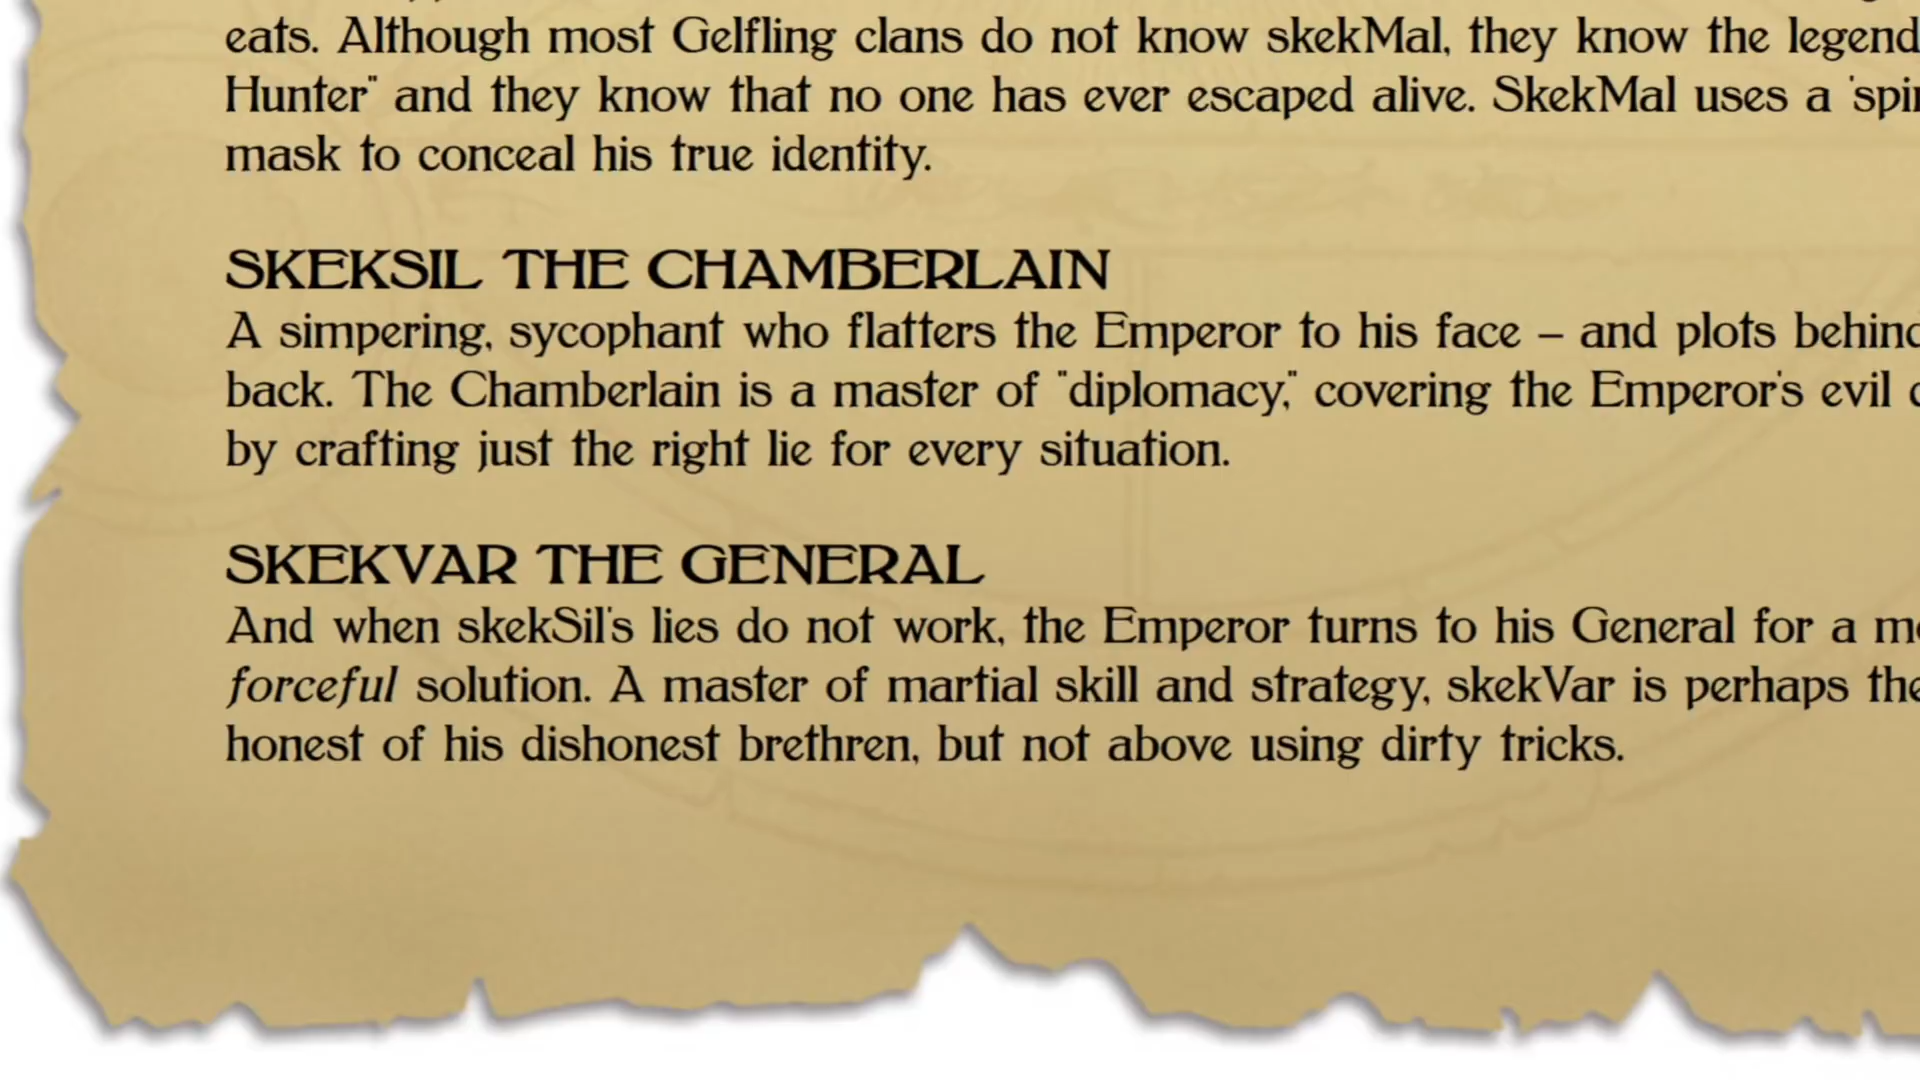 eats. Although most Gelfling clans do not know skekMal, they know the legend
Hunter" and they know that no one has ever escaped alive. SkekMal uses a
mask to conceal his true identity.
SKEKSIL THE CHAMBERLAIN
A simpering, sycophant who flatters the Emperor to his face – and plots behind
back. The Chamberlain is a master of "diplomacy," covering the Emperor's evil
by crafting just the right lie for every situation.
SKEKVAR THE GENERAL
And when skekSil's lies do not work, the Emperor turns to his General for a
forceful solution. A master of martial skill and strategy, skekVar is perhaps the
honest of his dishonest brethren, but not above using dirty tricks.